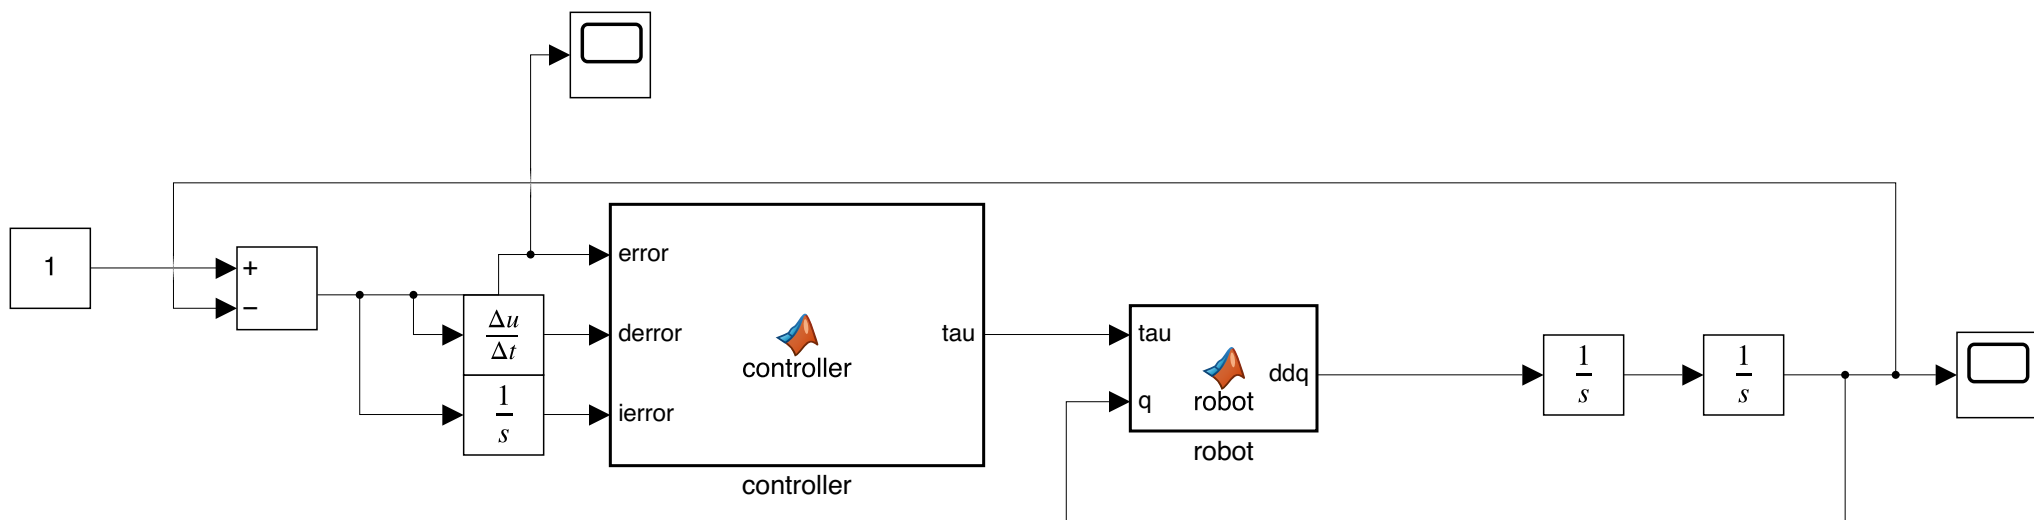 1
+
−
Δu
Δt
1
s
error
derror
ierror
tau
controller
controller
tau
q
ddq
robot
robot
1
s
1
s